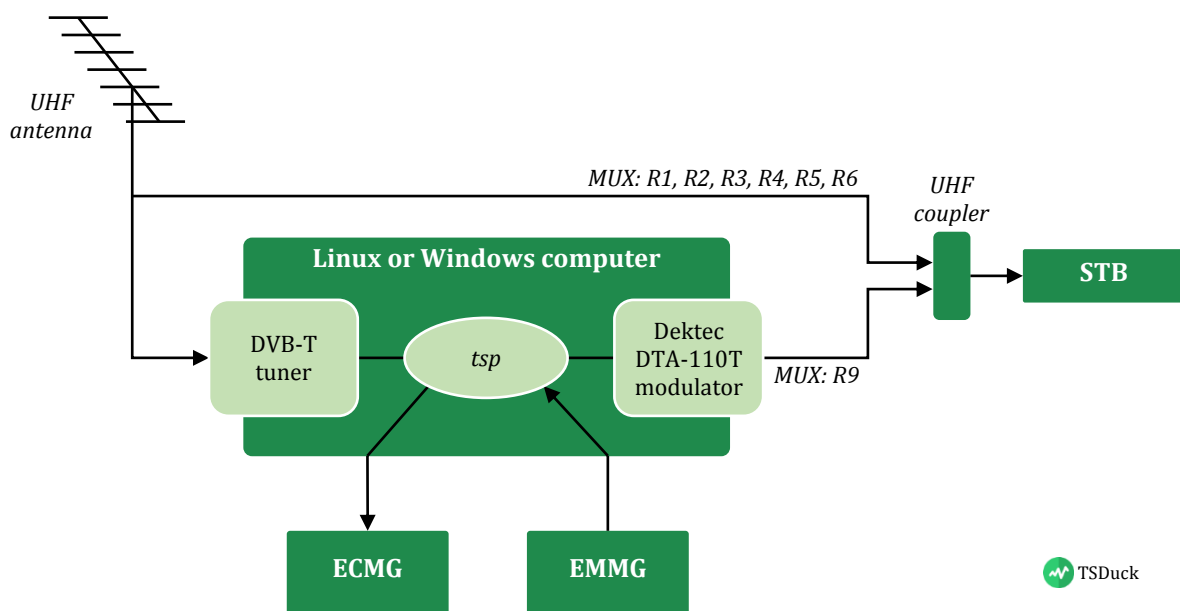 UHF
antenna
MUX: R1, R2, R3, R4, R5, R6
UHF
coupler
Linux or Windows computer
STB
DVB-T
tuner
tsp
Dektec
DTA-110T
modulator
MUX: R9
ECMG
EMMG
TSDuck